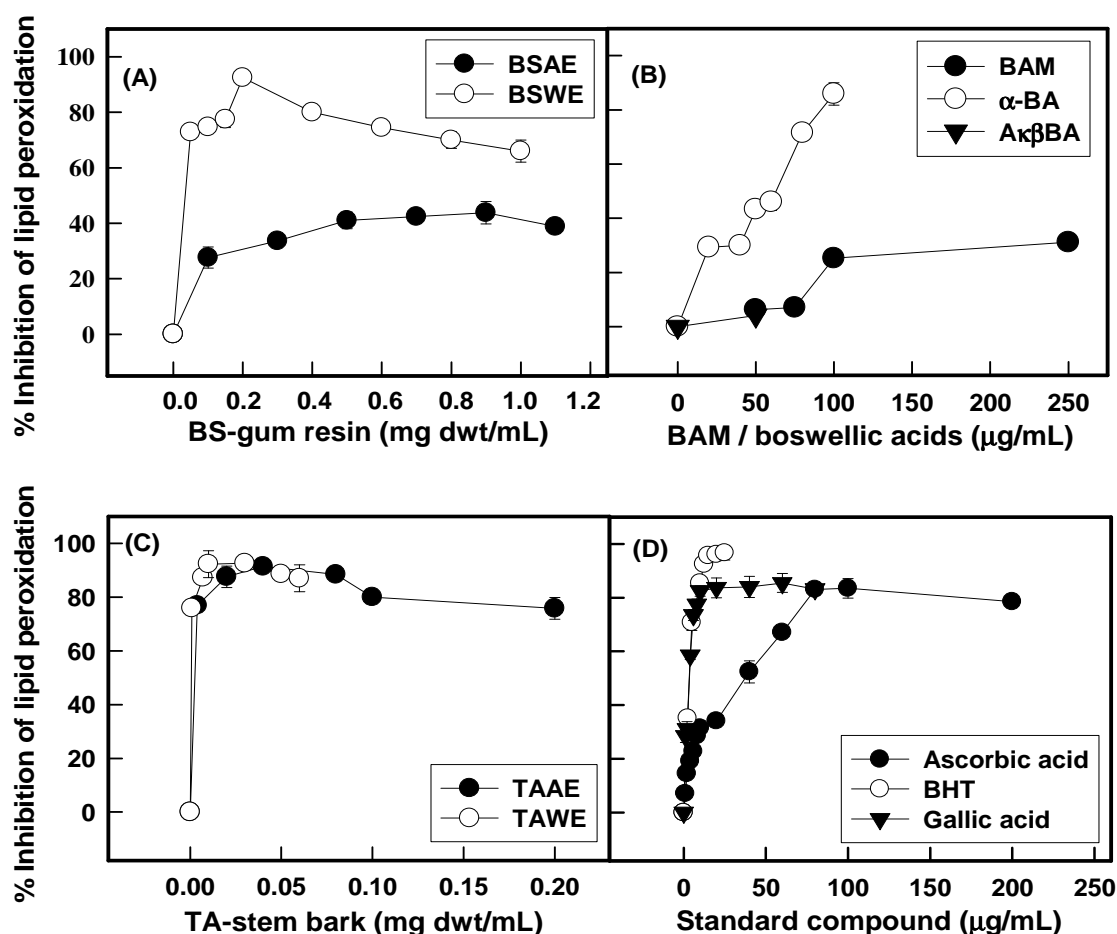 % Inhibition of lipid peroxidation
100
80
60
40
20
0
(A)
BSAE
BSWE
0.0 0.2 0.4 0.6 0.8 1.0 1.2
BS-gum resin (mg dwt/mL)
(B)
BAM
α-BA
AκβBA
0 50 100 150 200 250
BAM / boswellic acids (μg/mL)
% Inhibition of lipid peroxidation
100
80
60
40
20
0
(C)
TAAE
TAWE
0.00 0.05 0.10 0.15 0.20
TA-stem bark (mg dwt/mL)
(D)
Ascorbic acid
BHT
Gallic acid
0 50 100 150 200 250
Standard compound (μg/mL)